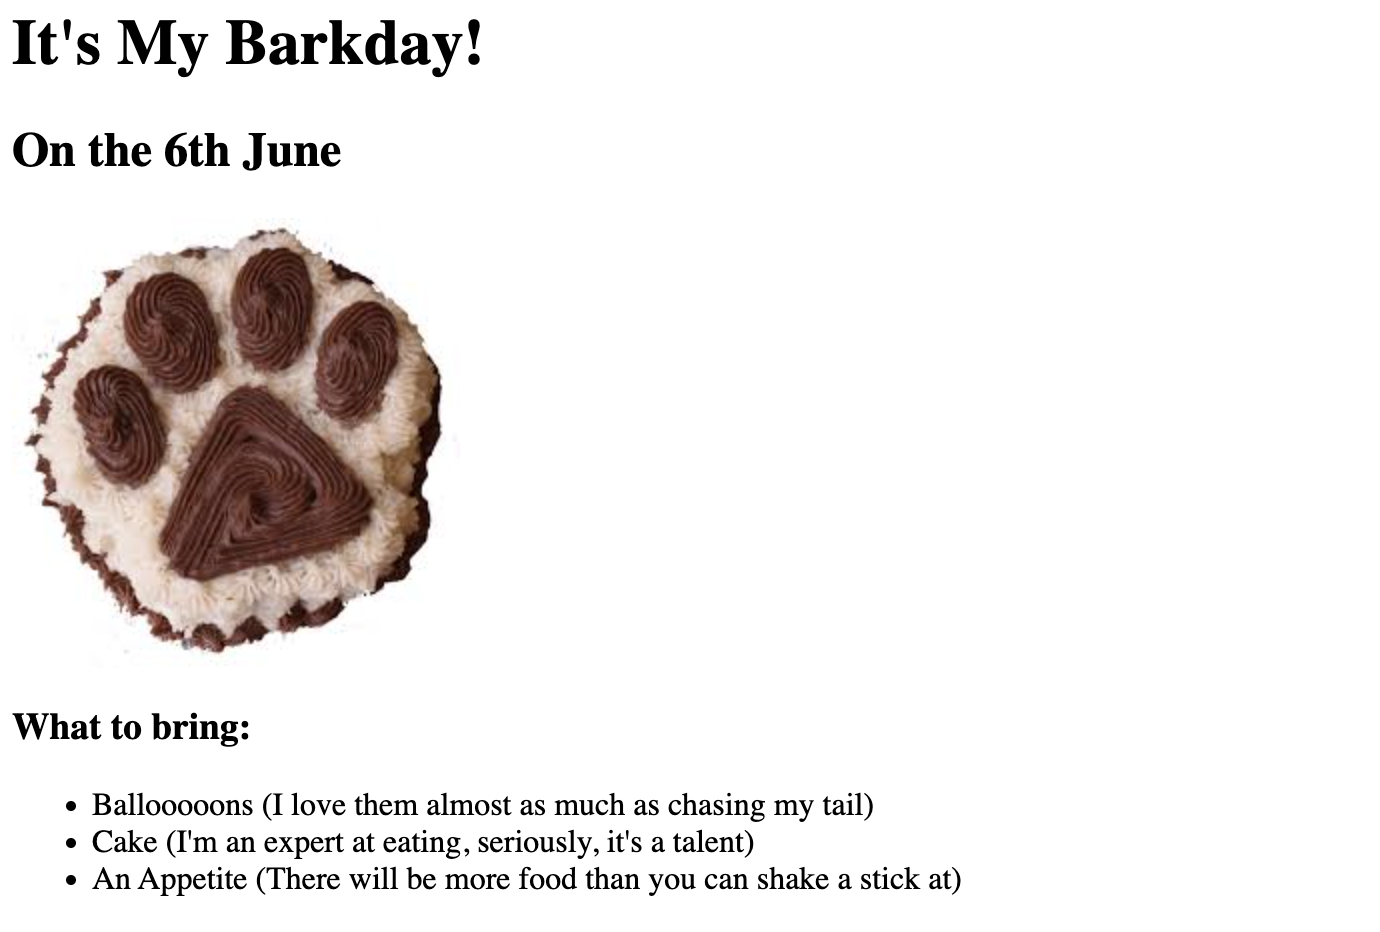 It's My Barkday!
On the 6th June
What to bring:
Ballooooons (I love them almost as much as chasing my tail)
Cake (I'm an expert at eating, seriously, it's a talent)
An Appetite (There will be more food than you can shake a stick at)